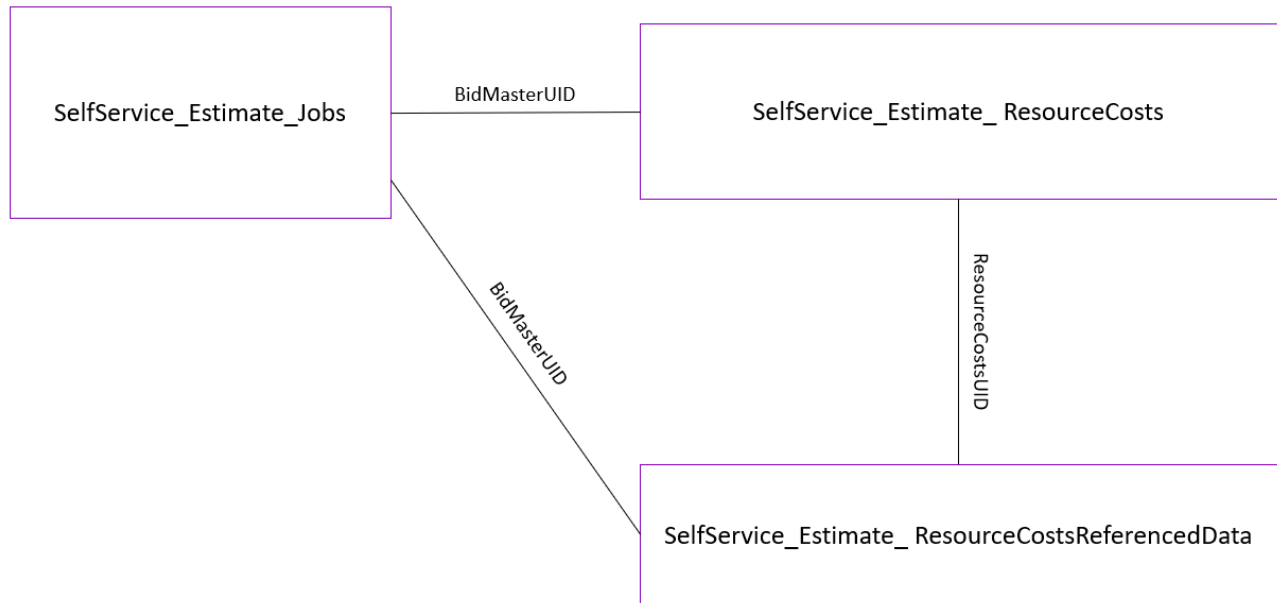 SelfService_Estimate_Jobs
BidMasterUID
SelfService_Estimate_ ResourceCosts
BidMasterUID
ResourceCostsUID
SelfService_Estimate_ ResourceCostsReferencedData